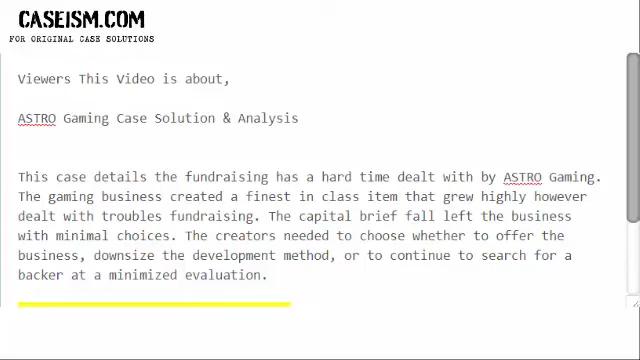 CASEISM.COM
FOR ORIGINAL CASE SOLUTIONS
Viewers This Video is about,
ASTRO Gaming Case Solution & Analysis
This case details the fundraising has a hard time dealt with by ASTRO Gaming.
The gaming business created a finest in class item that grew highly however
dealt with troubles fundraising. The capital brief fall left the business
with minimal choices. The creators needed to choose whether to offer the
business, downsize the development method, or to continue to search for a
backer at a minimized evaluation.